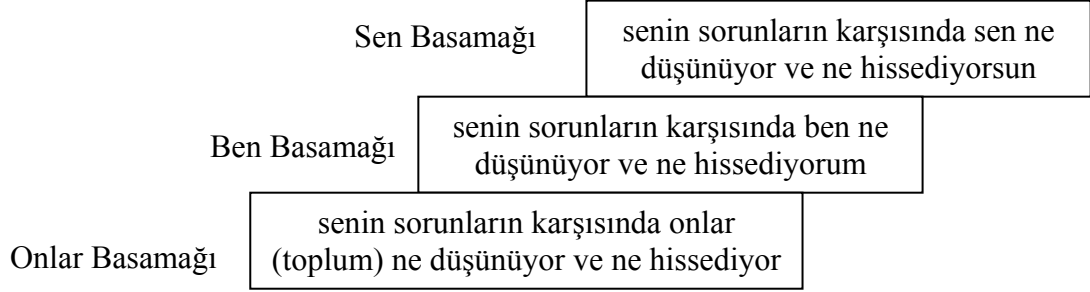 Sen Basamağı
senin sorunların karşısında sen ne
düşünüyor ve ne hissediyorsun
Ben Basamağı
senin sorunların karşısında ben ne
düşünüyor ve ne hissediyorum
Onlar Basamağı
senin sorunların karşısında onlar
(toplum) ne düşünüyor ve ne hissediyor